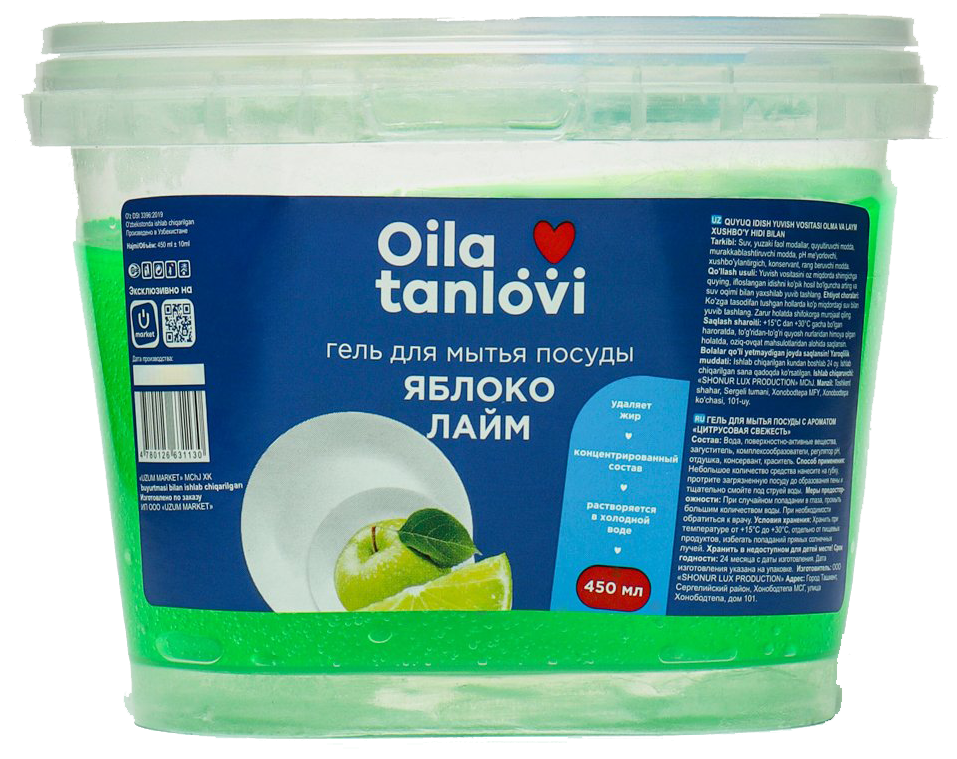 O'z DSt 3396:2019
O'zbekistonda ishlab chiqarilgan
Произведено в Узбекистане
Hajmi/Объём: 450 ml ± 10ml
Эксклюзивно на
market
Дата производства:
4 780126 631130
«UZUM MARKET» MChJ XK
buyurtmasi bilan ishlab chiqarilgan
Изготовлено по заказу
ИП ООО «UZUM MARKET»
Oila
tanlovi
гель для мытья посуды
ЯБЛОКО
ЛАЙМ
удаляет
жир
концентрированный
состав
растворяется
в холодной
воде
450 мл
UZ QUYUQ IDISH YUVISH VOSITASI OLMA VA LAYM
XUSHBO'Y HIDI BILAN
Tarkibi: Suv, yuzaki faol modallar, quyultiruvchi modda,
murakkablashtiruvchi modda, pH me'yorlovchi,
xushbo'ylantirgich, konservant, rang beruvchi modda.
Qo'llash usuli: Yuvish vositasini oz miqdorda shimgichga
quying, ifloslangan idishni ko'pik hosil bo'lguncha arting va
suv oqimi bilan yaxshilab yuvib tashlang. Ehtiyot choralari:
Ko'zga tasodifan tushgan hollarda ko'p miqdordagi suv bilan
yuvib tashlang. Zarur holatda shifokorga murojaat qiling.
Saqlash sharoiti: +15°C dan +30°C gacha bo'lgan
haroratda, to'g'ridan-to'g'ri quyosh nurlaridan himoya qilgan
holatda, oziq-ovqat mahsulotlaridan alohida saqlansin.
Bolalar qo'li yetmaydigan joyda saqlansin! Yaroqlilik
muddati: Ishlab chiqarilgan kundan boshlab 24 oy. Ishlab
chiqarilgan sana qadoqda ko'rsatilgan. Ishlab chiqaruvchi:
«SHONUR LUX PRODUCTION» MChJ. Manzil: Toshkent
shahar, Sergeli tumani, Xonobodtepa MFY, Xonobodtepa
ko'chasi, 101-uy.
RU ГЕЛЬ ДЛЯ МЫТЬЯ ПОСУДЫ С АРОМАТОМ
«ЦИТРУСОВАЯ СВЕЖЕСТЬ»
Состав: Вода, поверхностно-активные вещества,
загуститель, комплексообразователи, регулятор pH,
отдушка, консервант, краситель. Способ применения:
Небольшое количество средства нанесите на губку,
протрите загрязненную посуду до образования пены и
тщательно смойте под струей воды. Меры предостор-
ожности: При случайном попадании в глаза, промыть
большим количеством воды. При необходимости
обратиться к врачу. Условия хранения: Хранить при
температуре от +15°C до +30°C, отдельно от пищевых
продуктов, избегать попаданий прямых солнечных
лучей. Хранить в недоступном для детей месте! Срок
годности: 24 месяца с даты изготовления. Дата
изготовления указана на упаковке. Изготовитель: ООО
«SHONUR LUX PRODUCTION» Адрес: Город Ташкент,
Сергелийский район, Хонободтепа МСГ, улица
Хонободтепа, дом 101.